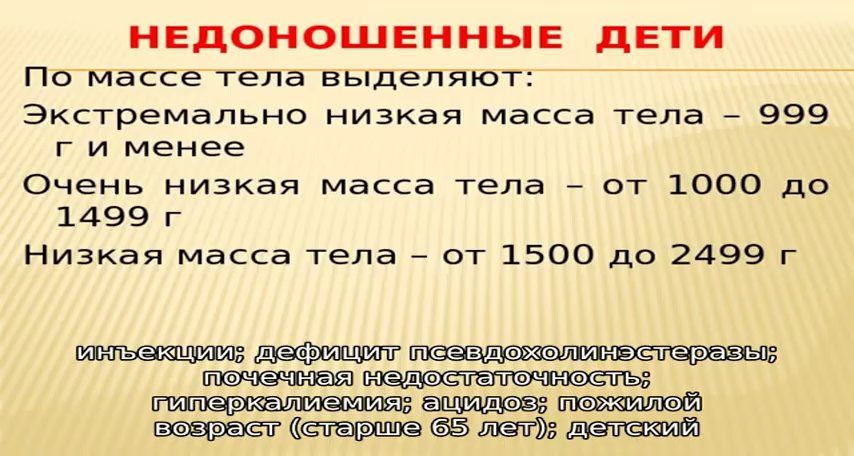 НЕДОНОШЕННЫЕ ДЕТИ
По массе тела выделяют:
Экстремально низкая масса тела – 999
г и менее
Очень низкая масса тела – от 1000 до
1499 г
Низкая масса тела – от 1500 до 2499 г
инъекции; дефицит псевдохолинэстеразы;
почечная недостаточность;
гиперкалиемия; ацидоз; пожилой
возраст (старше 65 лет); детский